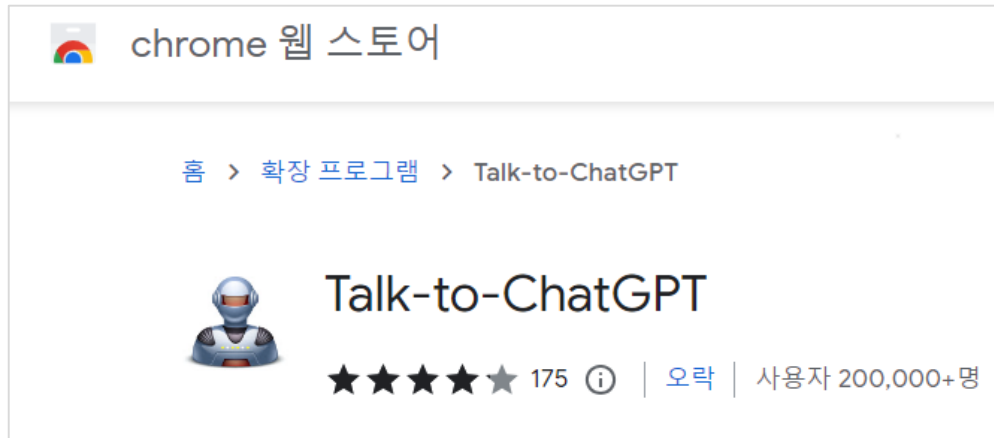 chrome 웹 스토어
홈 > 확장 프로그램 > Talk-to-ChatGPT
Talk-to-ChatGPT
★★★★★ 175 ⓘ | 오락 | 사용자 200,000+명